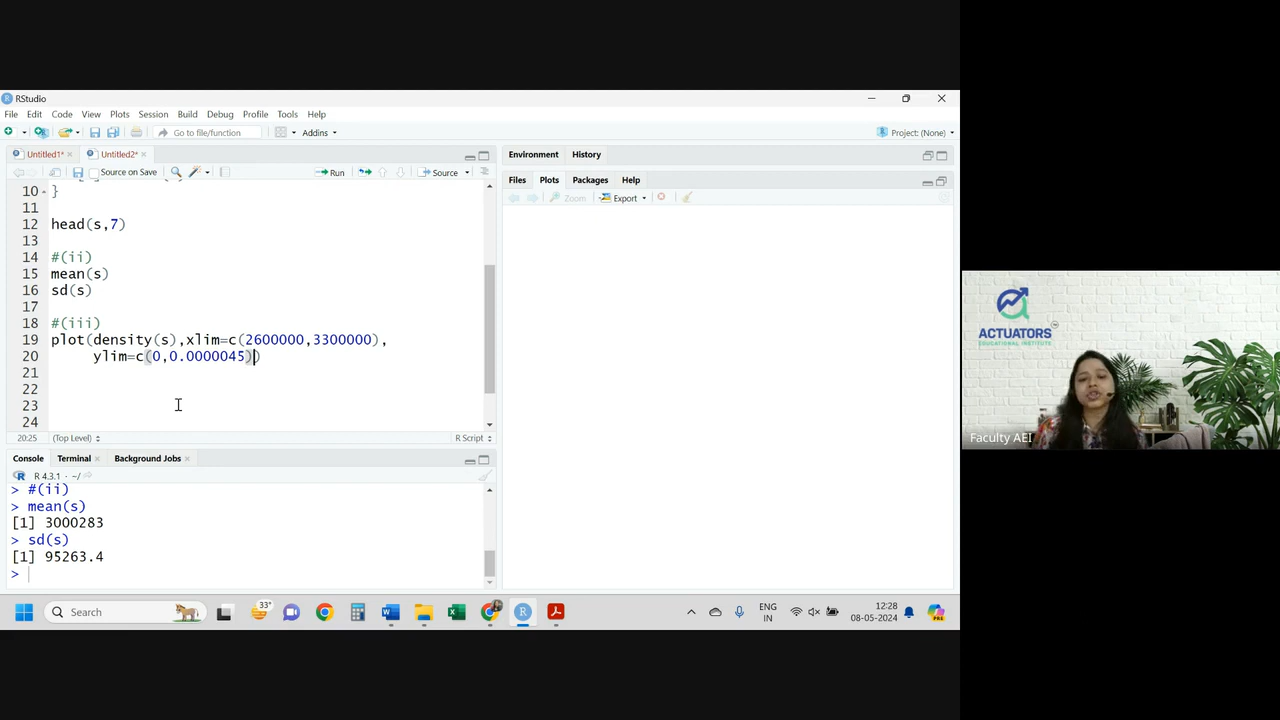 RStudio
File Edit Code View Plots Session Build Debug Profile Tools Help
Go to file/function
Addins
Project: (None)
Untitled1*
Untitled2*
Source on Save
Run
Source
10 }
11
12 head(s,7)
13
14 #(ii)
15 mean(s)
16 sd(s)
17
18 #(iii)
19 plot(density(s),xlim=c(2600000,3300000),
20 ylim=c(0,0.0000045))
21
22
23
24
20:25 (Top Level) R Script
Console Terminal Background Jobs
R 4.3.1 · ~/
> #(ii)
> mean(s)
[1] 3000283
> sd(s)
[1] 95263.4
>
Environment History
Files Plots Packages Help
Zoom Export
Search
33°
ENG
IN
12:28
08-05-2024
ACTUATORS
EDUCATIONAL INSTITUTE
Faculty AEI